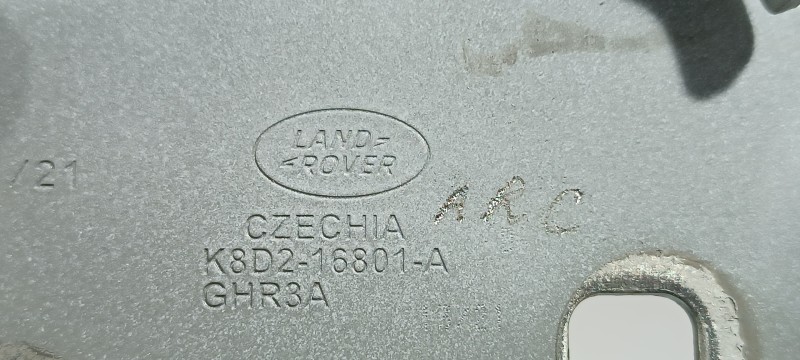 LAND
ROVER
/21
ARC
CZECHIA
K8D2-16801-A
GHR3A